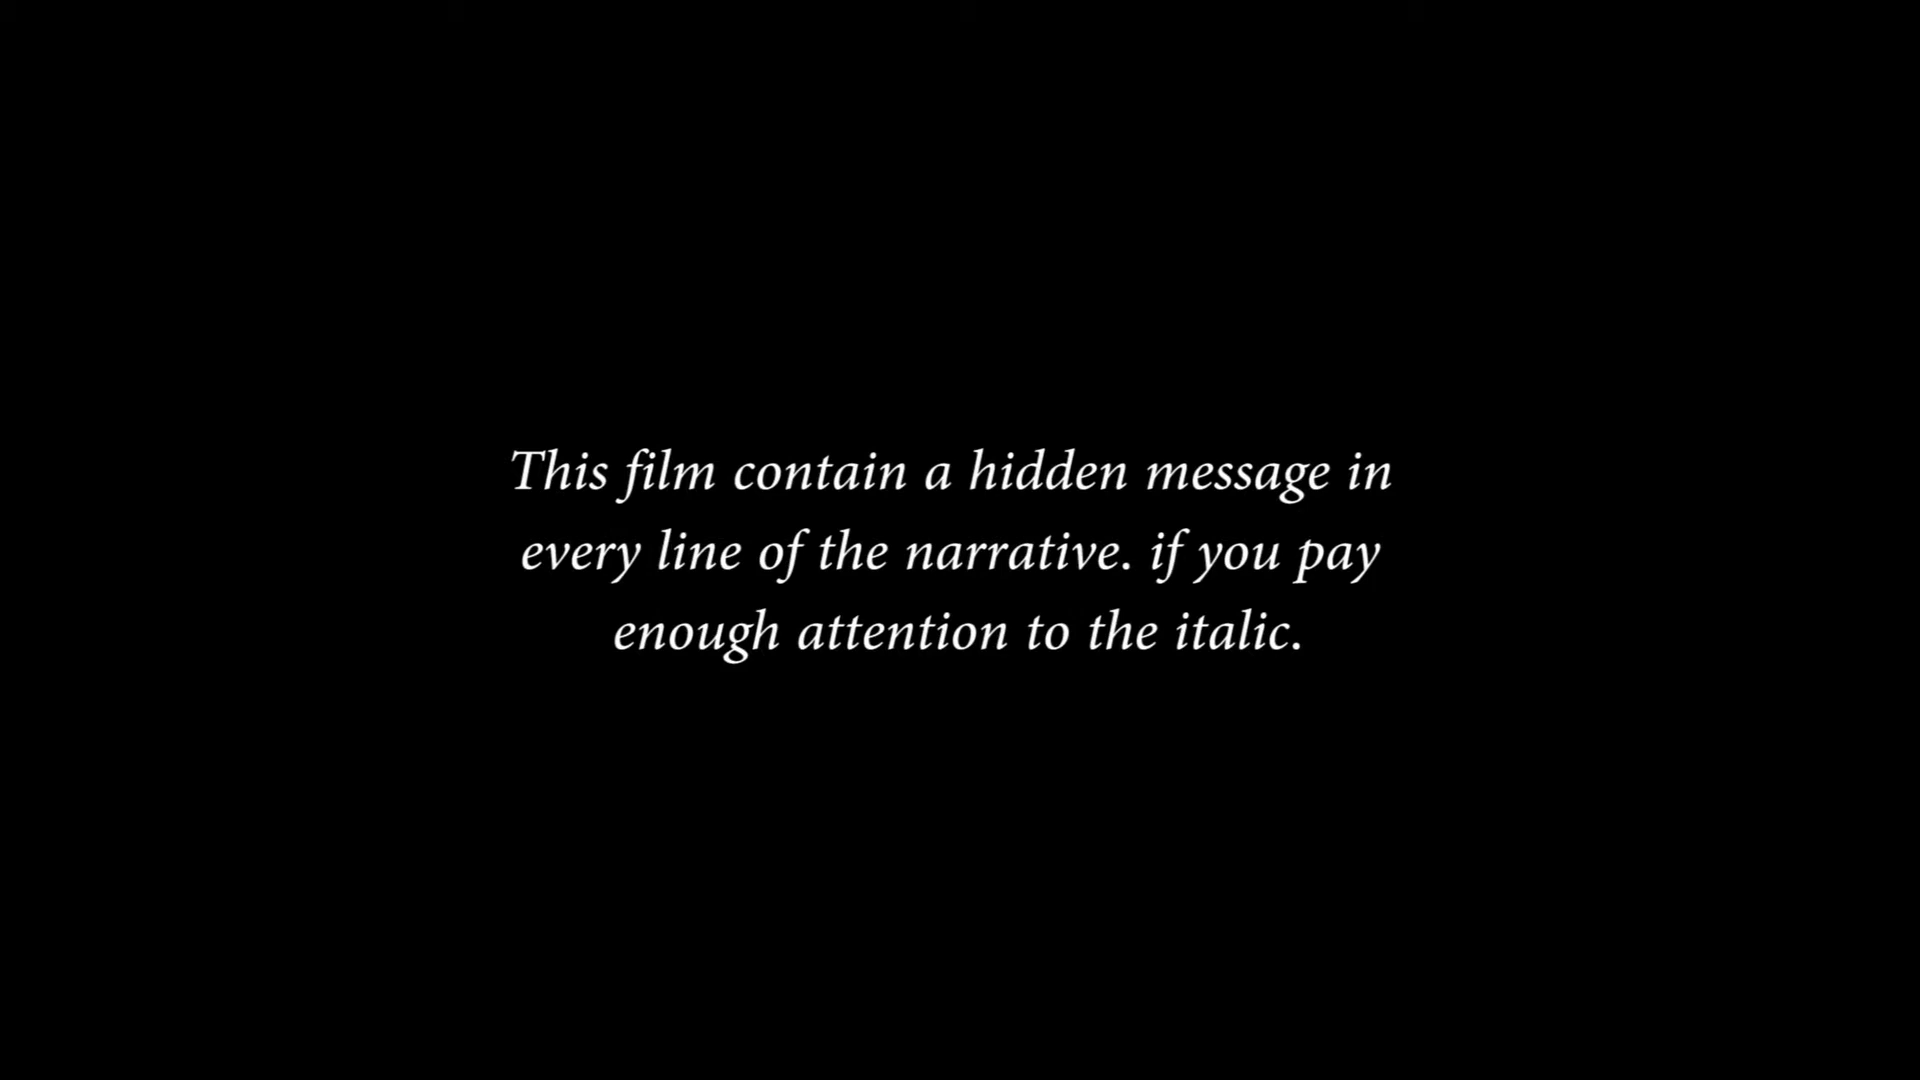 This film contain a hidden message in
every line of the narrative. if you pay
enough attention to the italic.